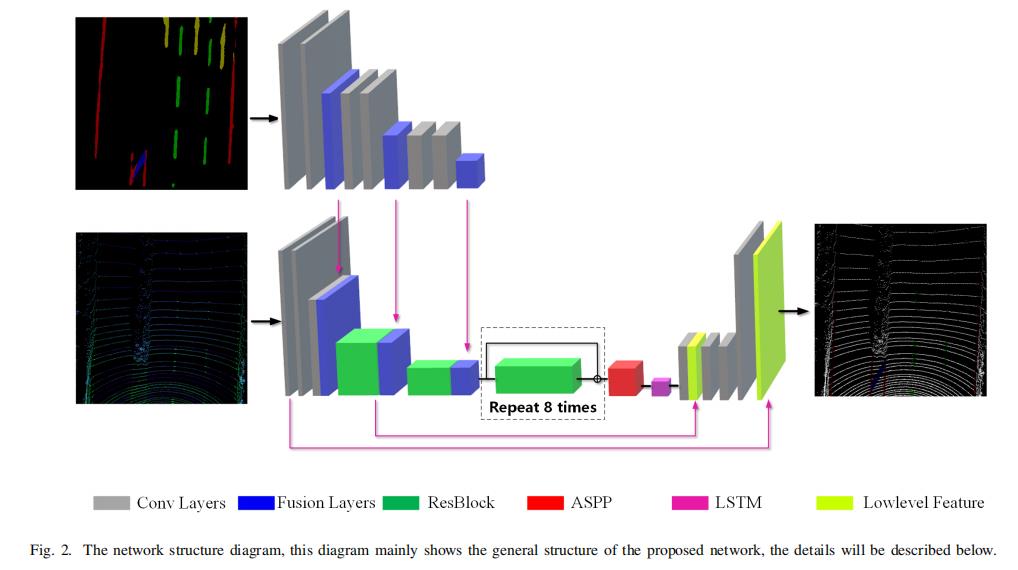 Repeat 8 times
Conv Layers Fusion Layers ResBlock ASPP LSTM Lowlevel Feature
Fig. 2. The network structure diagram, this diagram mainly shows the general structure of the proposed network, the details will be described below.